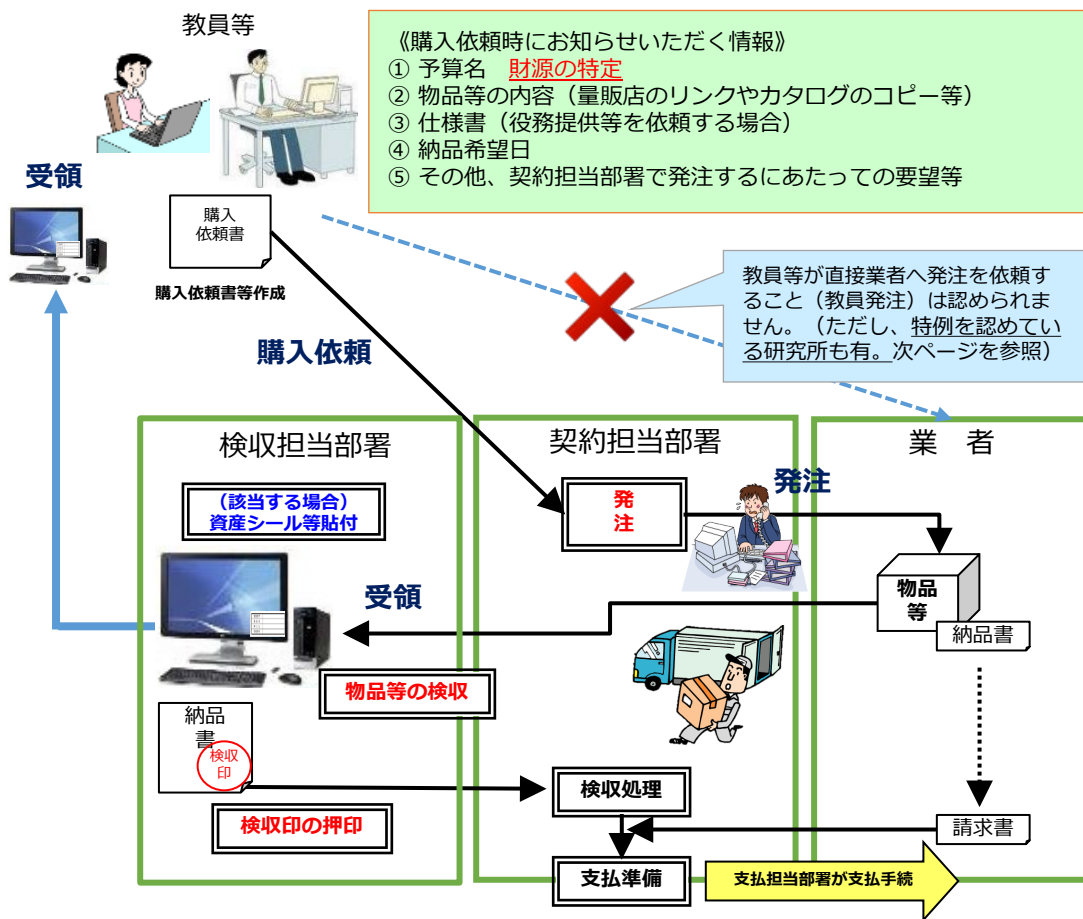 教員等
《購入依頼時にお知らせいただく情報》
① 予算名　財源の特定
② 物品等の内容（量販店のリンクやカタログのコピー等）
③ 仕様書（役務提供等を依頼する場合）
④ 納品希望日
⑤ その他、契約担当部署で発注するにあたっての要望等
受領
購入
依頼書
購入依頼書等作成
購入依頼
教員等が直接業者へ発注を依頼す
ること（教員発注）は認められま
せん。（ただし、特例を認めてい
る研究所も有。次ページを参照）
検収担当部署
契約担当部署
業　者
（該当する場合）
資産シール等貼付
発
注
発注
物品
等
納品書
受領
物品等の検収
納品
書
検収
印
検収印の押印
検収処理
請求書
支払準備
支払担当部署が支払手続